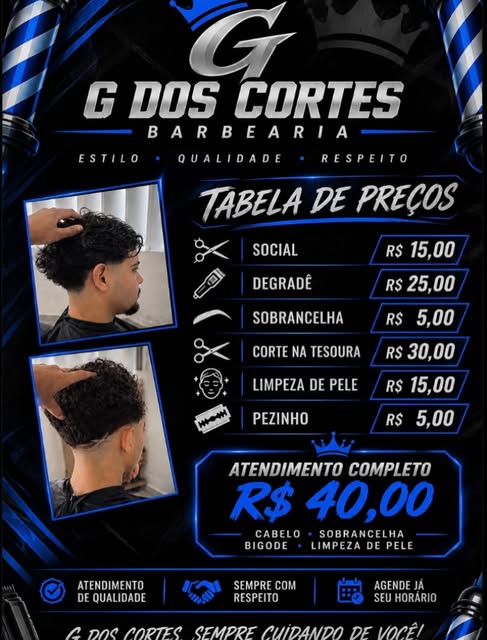 G
G DOS CORTES
BARBEARIA
ESTILO • QUALIDADE • RESPEITO
TABELA DE PREÇOS
SOCIAL R$ 15,00
DEGRADÊ R$ 25,00
SOBRANCELHA R$ 5,00
CORTE NA TESOURA R$ 30,00
LIMPEZA DE PELE R$ 15,00
PEZINHO R$ 5,00
ATENDIMENTO COMPLETO
R$ 40,00
CABELO • SOBRANCELHA
BIGODE • LIMPEZA DE PELE
ATENDIMENTO DE QUALIDADE
SEMPRE COM RESPEITO
AGENDE JÁ SEU HORÁRIO
G DOS CORTES, SEMPRE CUIDANDO DE VOCÊ!